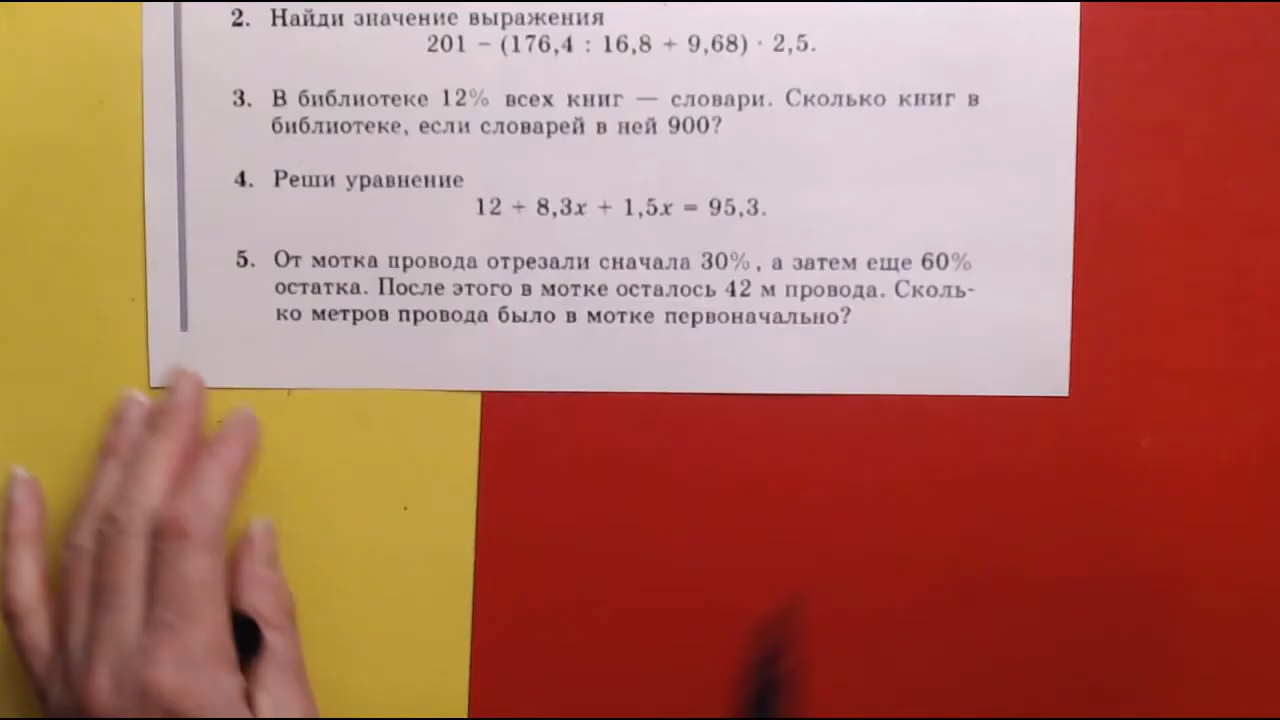 2. Найди значение выражения
201 − (176,4 : 16,8 + 9,68) · 2,5.
3. В библиотеке 12% всех книг — словари. Сколько книг в
библиотеке, если словарей в ней 900?
4. Реши уравнение
12 + 8,3x + 1,5x = 95,3.
5. От мотка провода отрезали сначала 30%, а затем еще 60%
остатка. После этого в мотке осталось 42 м провода. Сколь-
ко метров провода было в мотке первоначально?